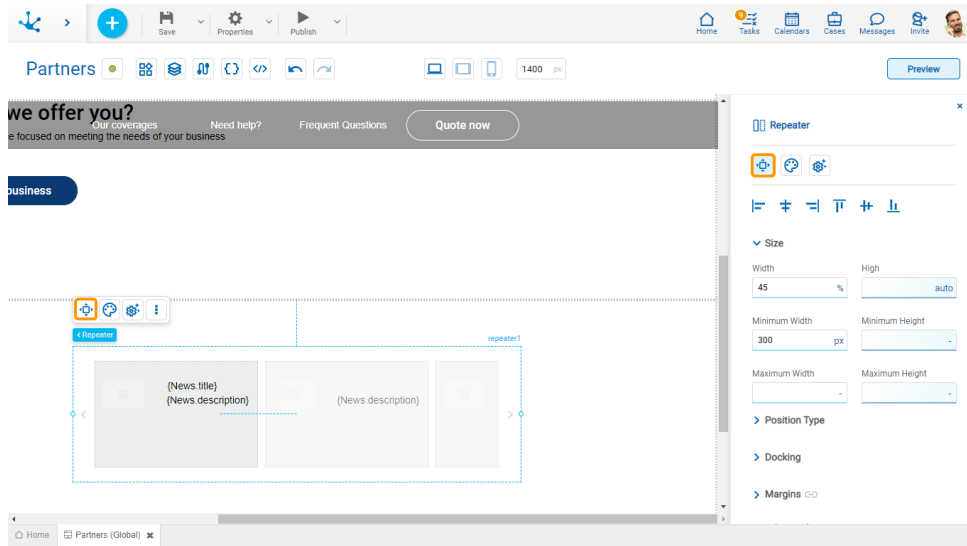 Save
Properties
Publish
Home
9
Tasks
Calendars
Cases
Messages
Invite
Partners
1400 px
Preview
we offer you?
e focused on meeting the needs of your business
Our coverages
Need help?
Frequent Questions
Quote now
business
Repeater
repeater1
{News.title}
{News.description}
{News.description}
Repeater
Size
Width
High
45 %
auto
Minimum Width
Minimum Height
300 px
-
Maximum Width
Maximum Height
-
-
Position Type
Docking
Margins
Home
Partners (Global)